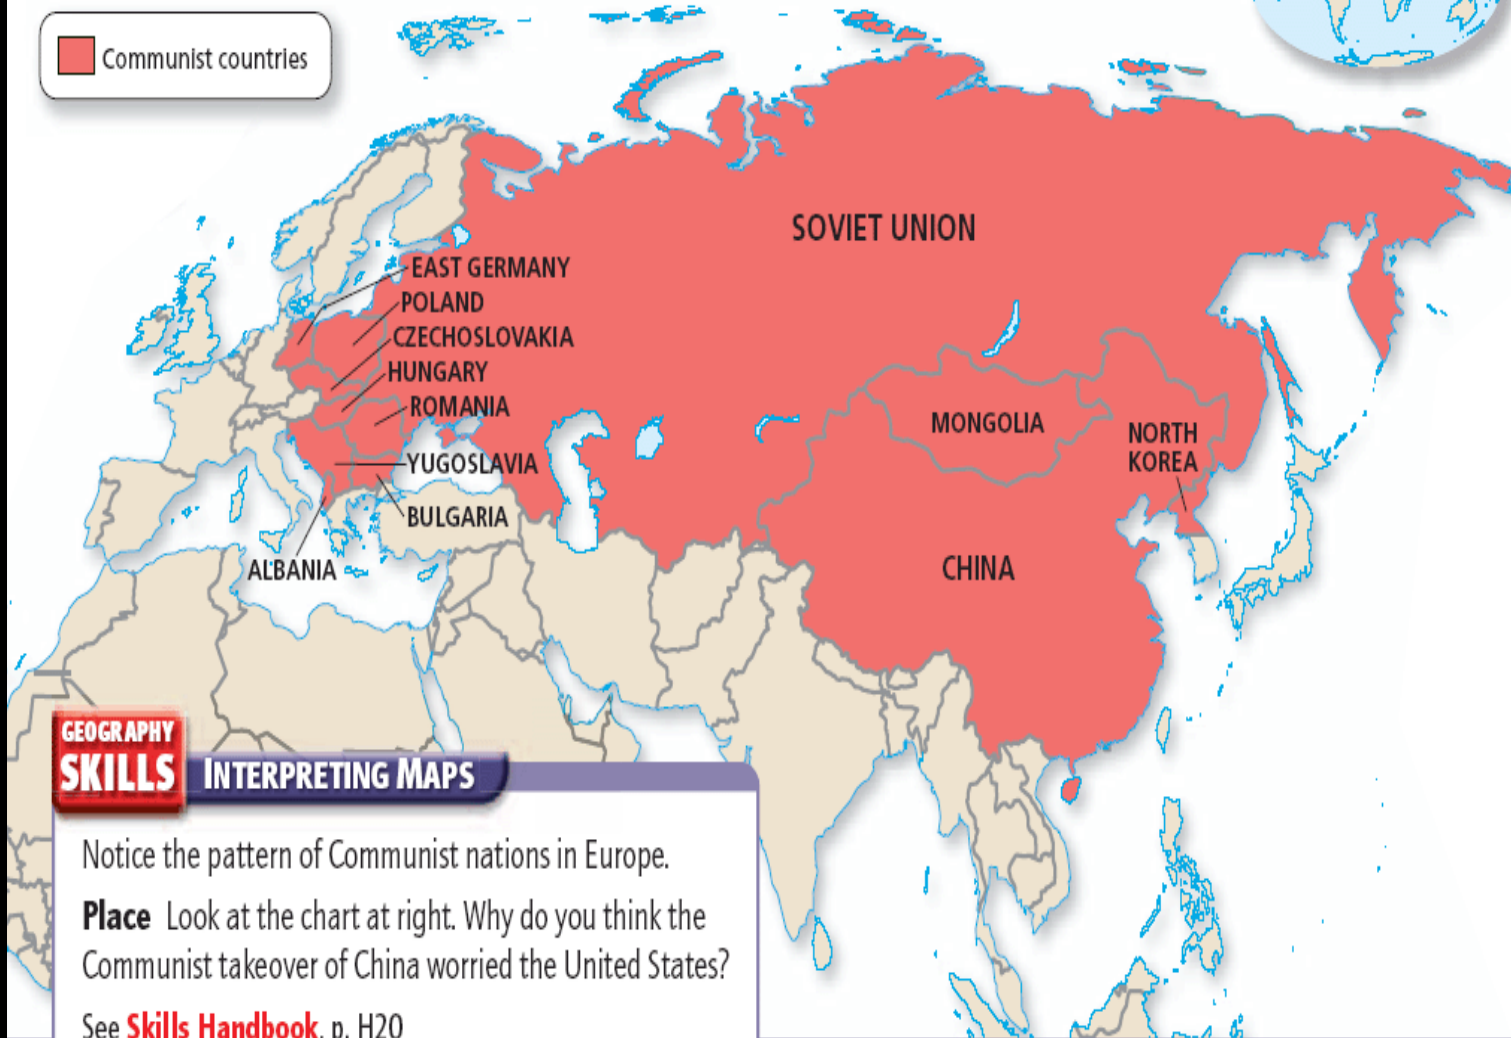 Communist countries
SOVIET UNION
EAST GERMANY
POLAND
CZECHOSLOVAKIA
HUNGARY
ROMANIA
YUGOSLAVIA
BULGARIA
ALBANIA
MONGOLIA
NORTH
KOREA
CHINA
GEOGRAPHY
SKILLS INTERPRETING MAPS
Notice the pattern of Communist nations in Europe.
Place Look at the chart at right. Why do you think the
Communist takeover of China worried the United States?
See Skills Handbook, p. H20